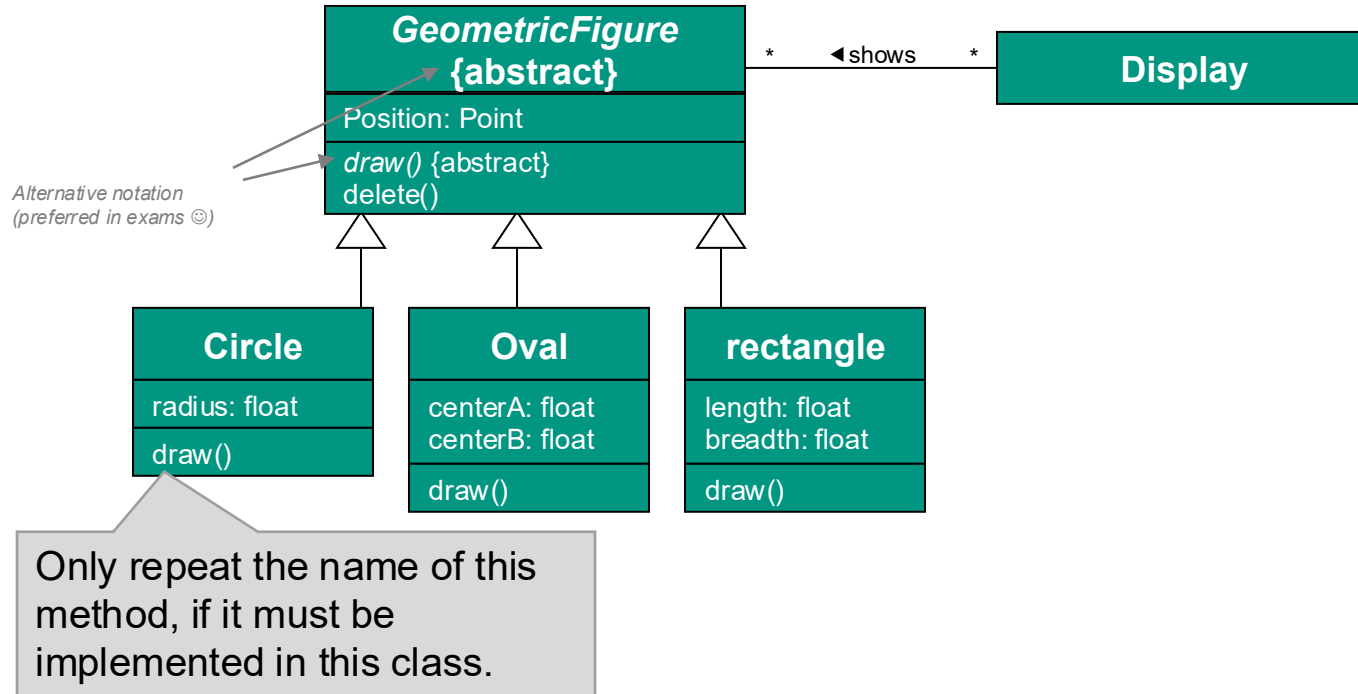 GeometricFigure
{abstract}
Position: Point
draw() {abstract}
delete()
* ◀ shows *
Display
Alternative notation
(preferred in exams ☺)
Circle
radius: float
draw()
Oval
centerA: float
centerB: float
draw()
rectangle
length: float
breadth: float
draw()
Only repeat the name of this
method, if it must be
implemented in this class.